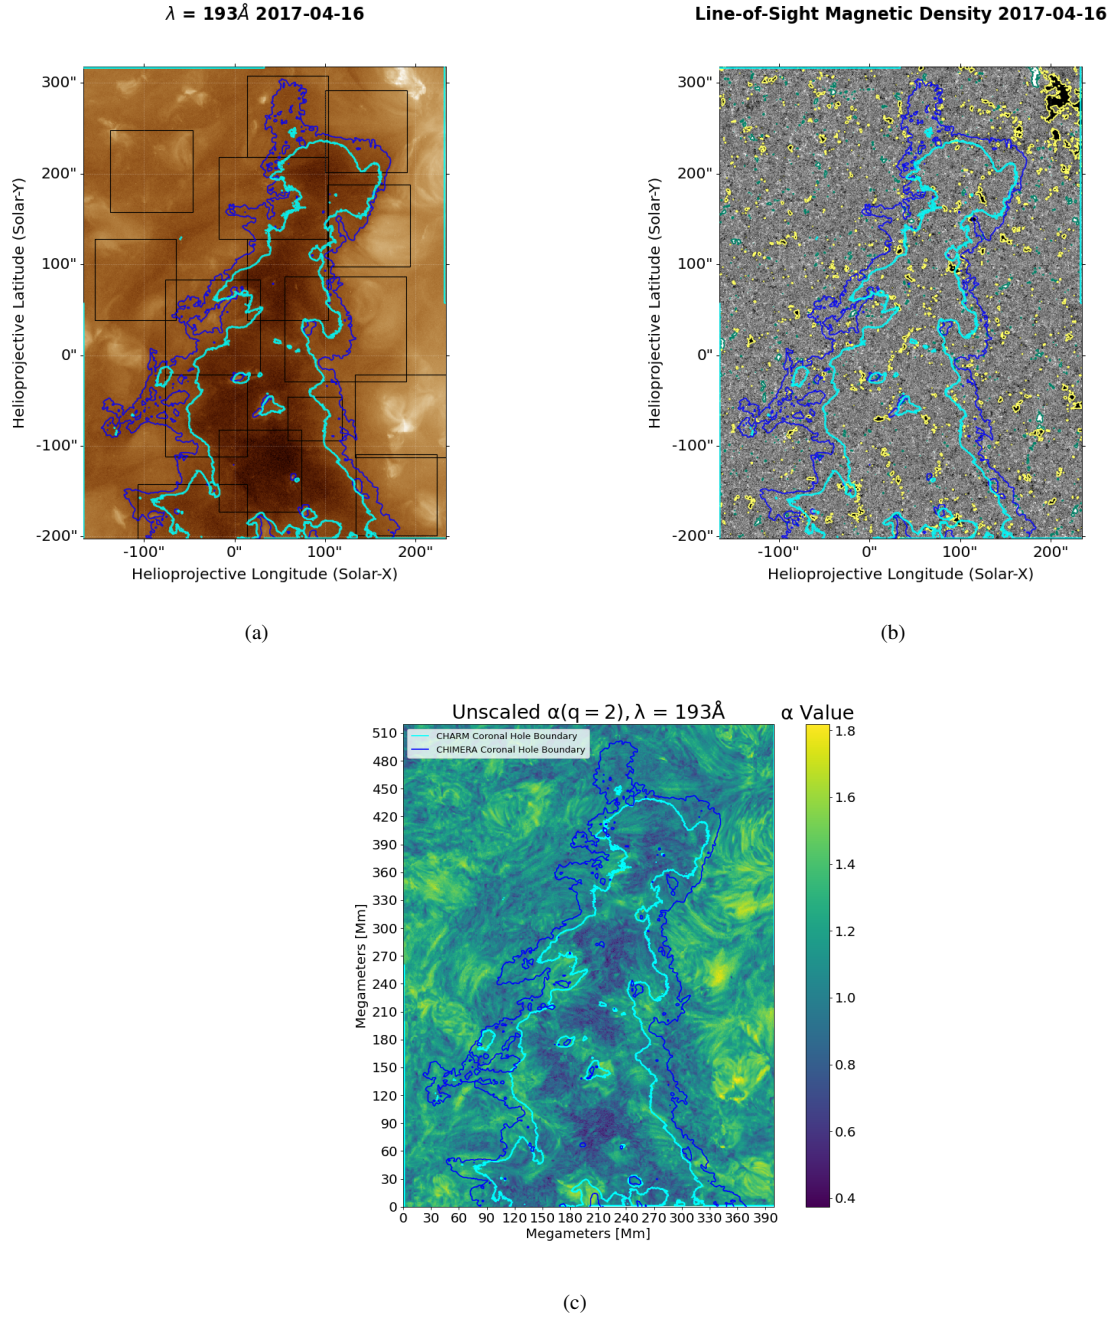 λ = 193Å 2017-04-16
Line-of-Sight Magnetic Density 2017-04-16
300"
200"
100"
0"
-100"
-200"
Helioprojective Latitude (Solar-Y)
-100" 0" 100" 200"
Helioprojective Longitude (Solar-X)
(a)
300"
200"
100"
0"
-100"
-200"
Helioprojective Latitude (Solar-Y)
-100" 0" 100" 200"
Helioprojective Longitude (Solar-X)
(b)
Unscaled α(q = 2), λ = 193Å
α Value
CHARM Coronal Hole Boundary
CHIMERA Coronal Hole Boundary
510
480
450
420
390
360
330
300
270
240
210
180
150
120
90
60
30
0
Megameters [Mm]
0 30 60 90 120 150 180 210 240 270 300 330 360 390
Megameters [Mm]
1.8
1.6
1.4
1.2
1.0
0.8
0.6
0.4
(c)